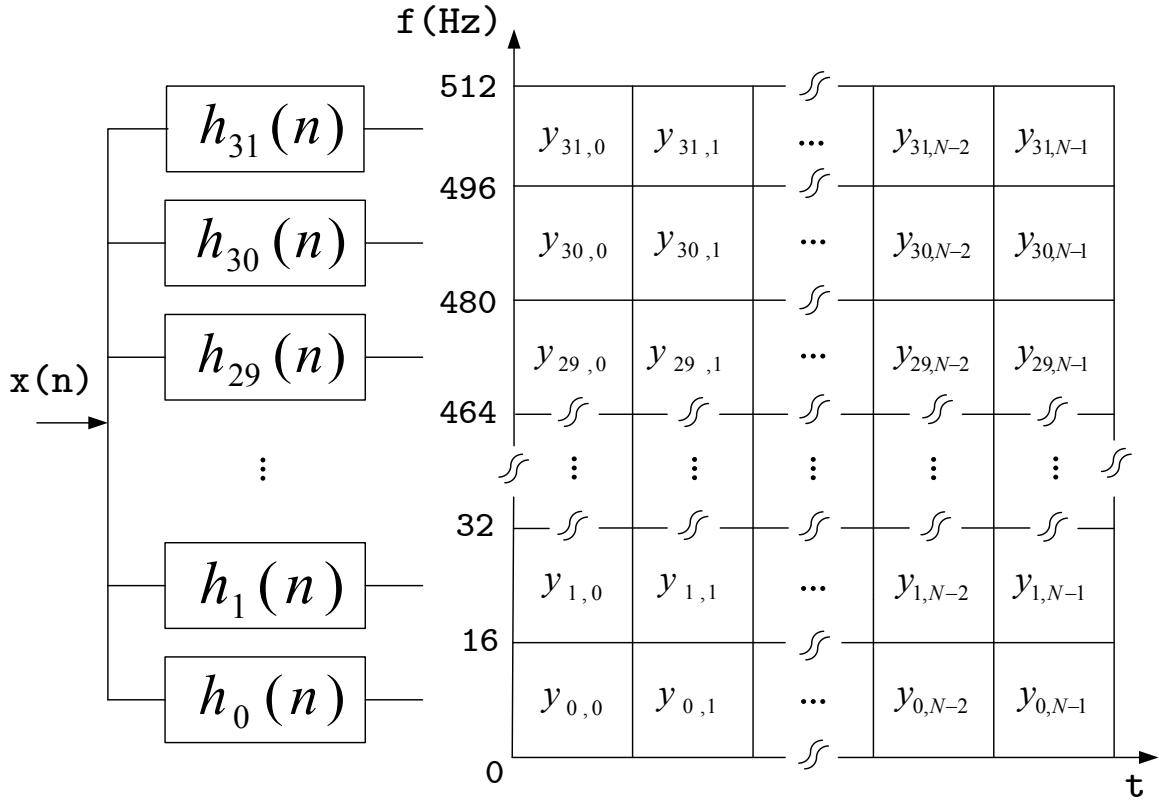 f(Hz)
512
h31(n) y31,0 y31,1 ... y31,N−2 y31,N−1
496
h30(n) y30,0 y30,1 ... y30,N−2 y30,N−1
480
h29(n) y29,0 y29,1 ... y29,N−2 y29,N−1
x(n)
464
⋮ ⋮ ⋮ ⋮ ⋮ ⋮
32
h1(n) y1,0 y1,1 ... y1,N−2 y1,N−1
16
h0(n) y0,0 y0,1 ... y0,N−2 y0,N−1
0
t